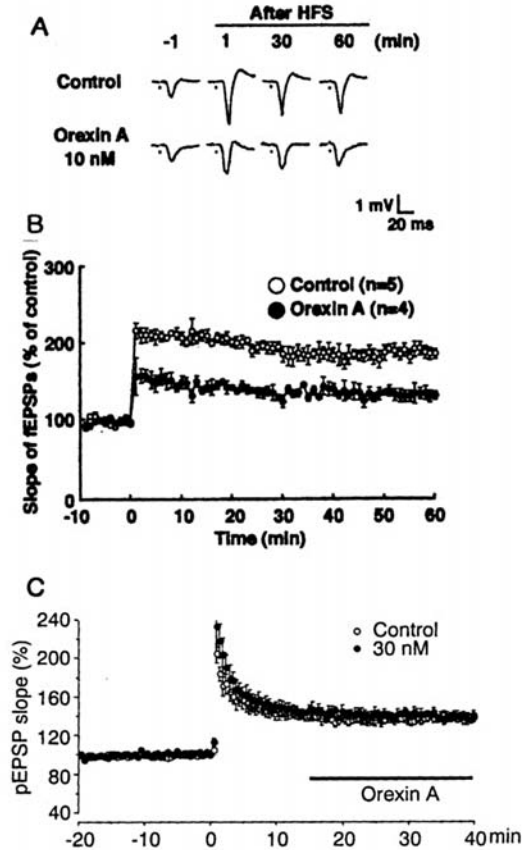 A
After HFS
-1 1 30 60 (min)
Control
Orexin A
10 nM
1 mV
20 ms
B
300
200
100
0
Slope of fEPSPs (% of control)
Control (n=5)
Orexin A (n=4)
-10 0 10 20 30 40 50 60
Time (min)
C
240
200
160
120
80
40
pEPSP slope (%)
Control
30 nM
Orexin A
-20 -10 0 10 20 30 40 min